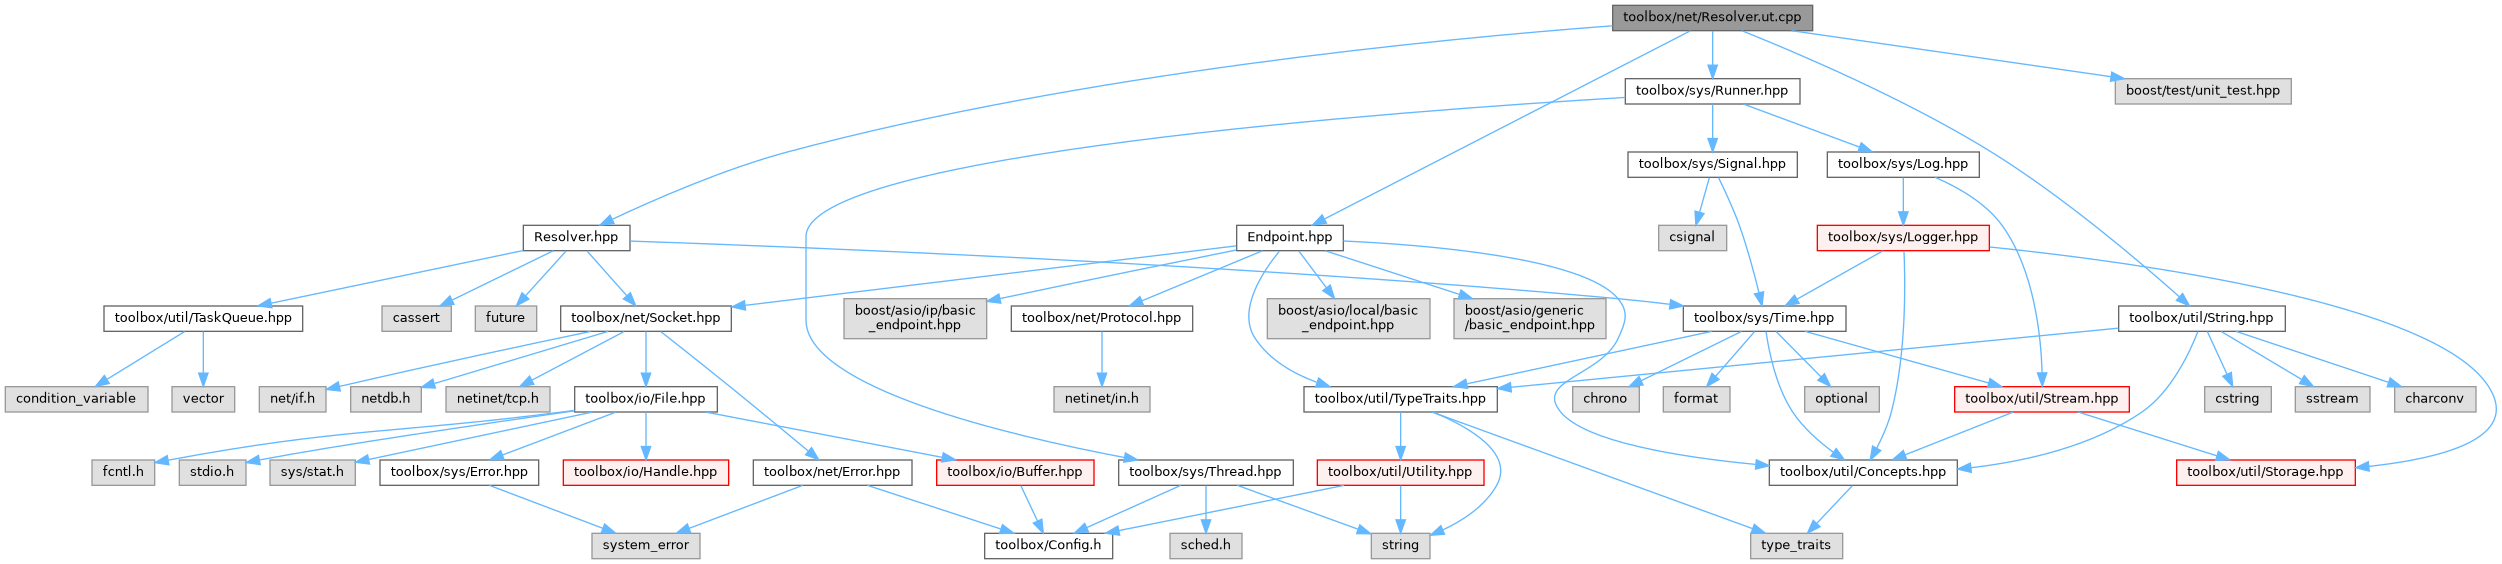 toolbox/net/Resolver.ut.cpp
toolbox/sys/Runner.hpp
boost/test/unit_test.hpp
toolbox/sys/Signal.hpp
toolbox/sys/Log.hpp
Resolver.hpp
Endpoint.hpp
csignal
toolbox/sys/Logger.hpp
toolbox/util/TaskQueue.hpp
cassert
future
toolbox/net/Socket.hpp
boost/asio/ip/basic
_endpoint.hpp
toolbox/net/Protocol.hpp
boost/asio/local/basic
_endpoint.hpp
boost/asio/generic
/basic_endpoint.hpp
toolbox/sys/Time.hpp
toolbox/util/String.hpp
condition_variable
vector
net/if.h
netdb.h
netinet/tcp.h
toolbox/io/File.hpp
netinet/in.h
toolbox/util/TypeTraits.hpp
chrono
format
optional
toolbox/util/Stream.hpp
cstring
sstream
charconv
fcntl.h
stdio.h
sys/stat.h
toolbox/sys/Error.hpp
toolbox/io/Handle.hpp
toolbox/net/Error.hpp
toolbox/io/Buffer.hpp
toolbox/sys/Thread.hpp
toolbox/util/Utility.hpp
toolbox/util/Concepts.hpp
toolbox/util/Storage.hpp
system_error
toolbox/Config.h
sched.h
string
type_traits